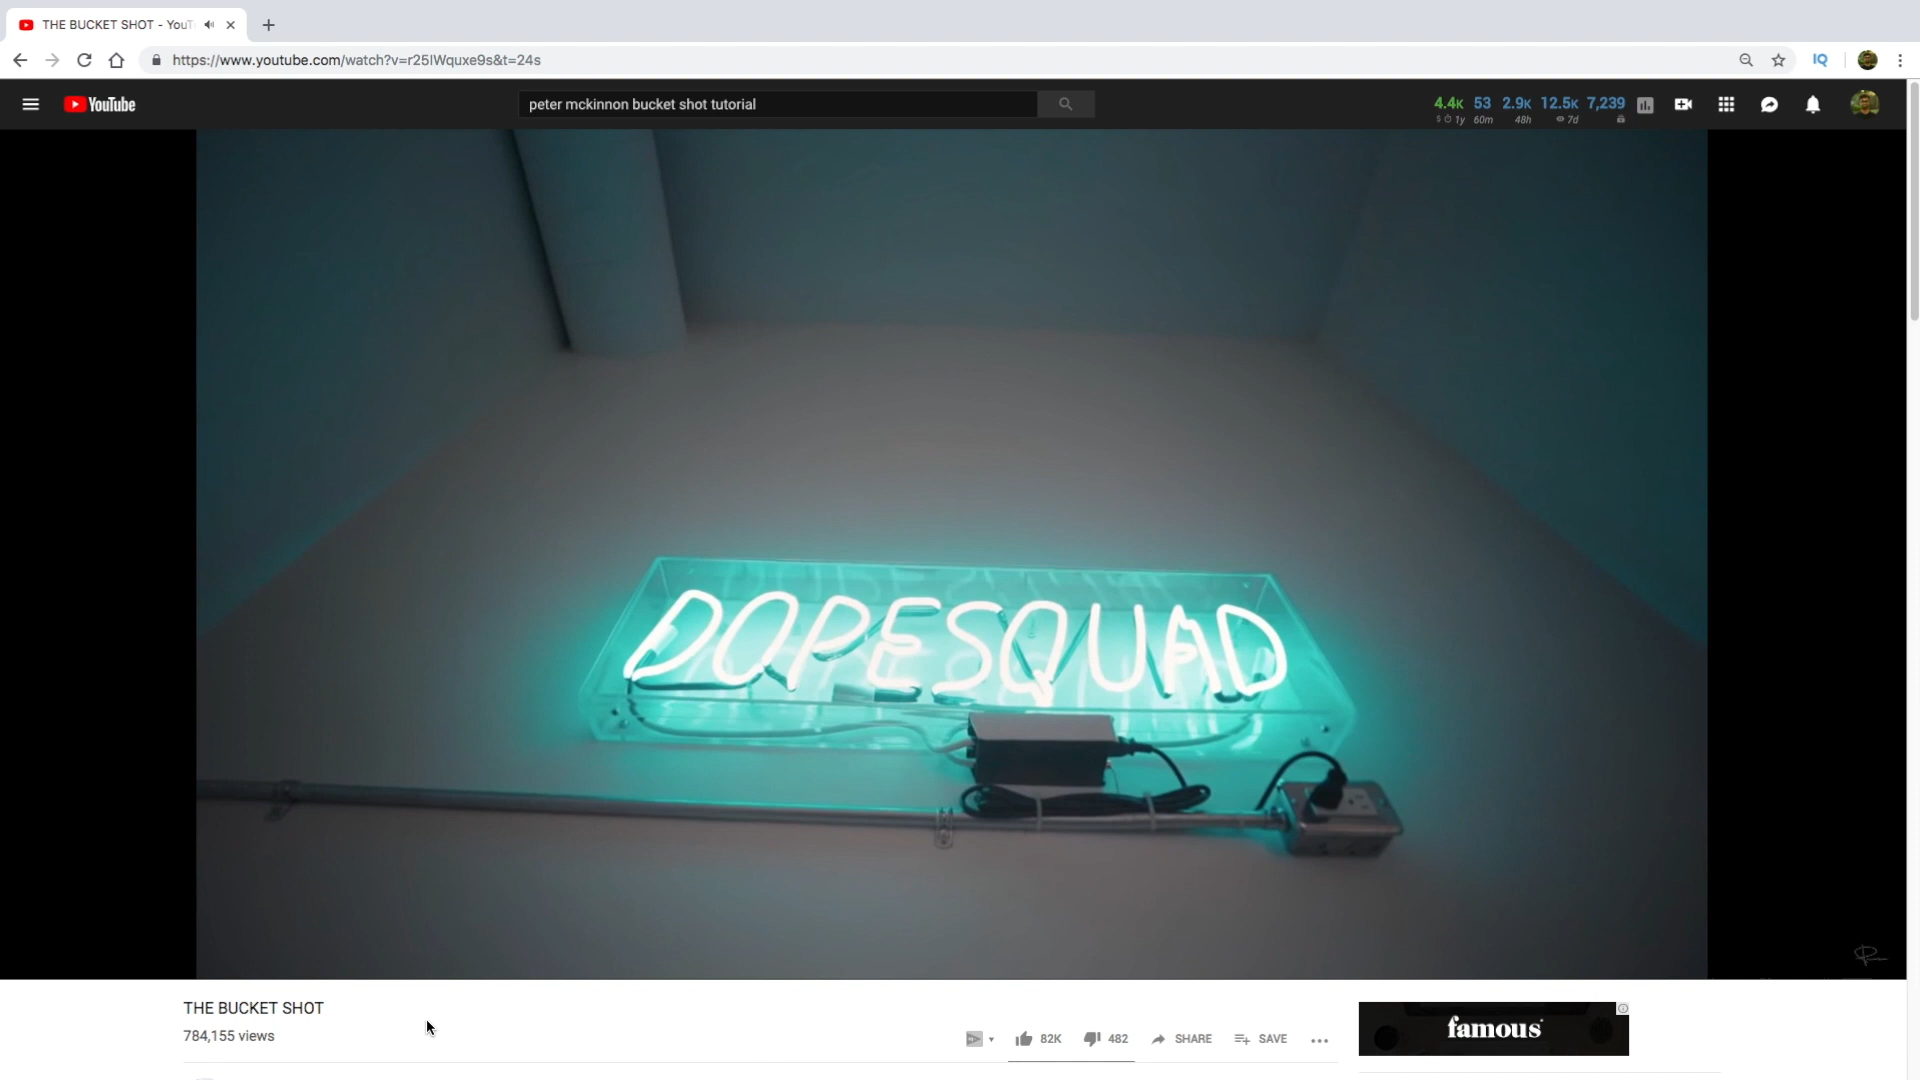 THE BUCKET SHOT - YouT
https://www.youtube.com/watch?v=r25IWquxe9s&t=24s
IQ
YouTube
peter mckinnon bucket shot tutorial
4.4K 53 2.9K 12.5K 7,239
$ 1y 60m 48h 7d
DOPESQUAD
THE BUCKET SHOT
784,155 views
82K 482 SHARE SAVE
famous